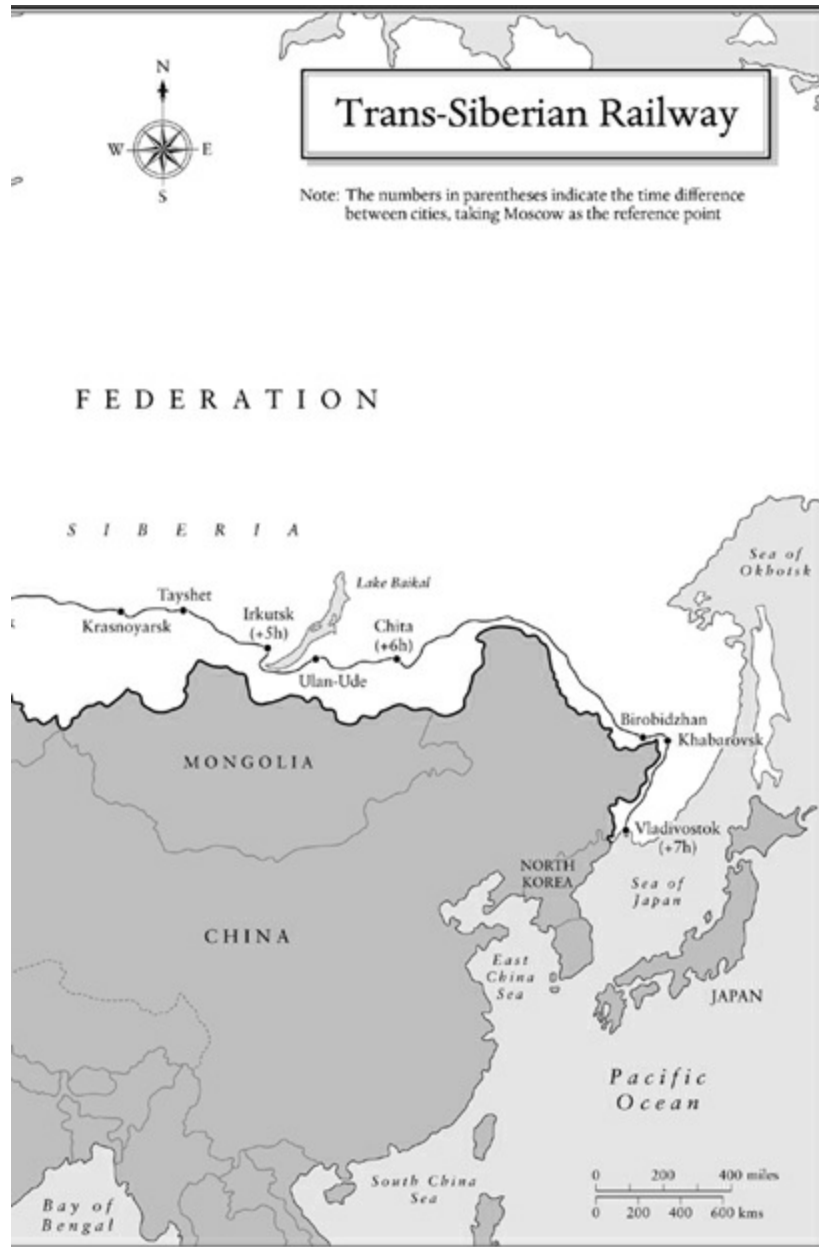 N
W E
S
Trans-Siberian Railway
Note: The numbers in parentheses indicate the time difference
between cities, taking Moscow as the reference point
FEDERATION
SIBERIA
Sea of
Okhotsk
Lake Baikal
Tayshet
k
Krasnoyarsk
Irkutsk
(+5h)
Chita
(+6h)
Ulan-Ude
Birobidzhan
Khabarovsk
MONGOLIA
Vladivostok
(+7h)
NORTH
KOREA
Sea of
Japan
CHINA
East
China
Sea
JAPAN
Pacific
Ocean
0 200 400 miles
0 200 400 600 kms
South China
Sea
Bay of
Bengal